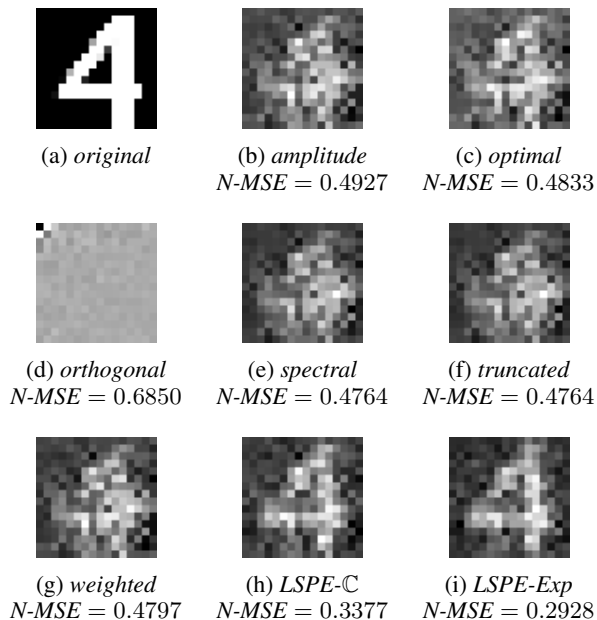 (a) original
(b) amplitude
N-MSE = 0.4927
(c) optimal
N-MSE = 0.4833
(d) orthogonal
N-MSE = 0.6850
(e) spectral
N-MSE = 0.4764
(f) truncated
N-MSE = 0.4764
(g) weighted
N-MSE = 0.4797
(h) LSPE-ℂ
N-MSE = 0.3377
(i) LSPE-Exp
N-MSE = 0.2928